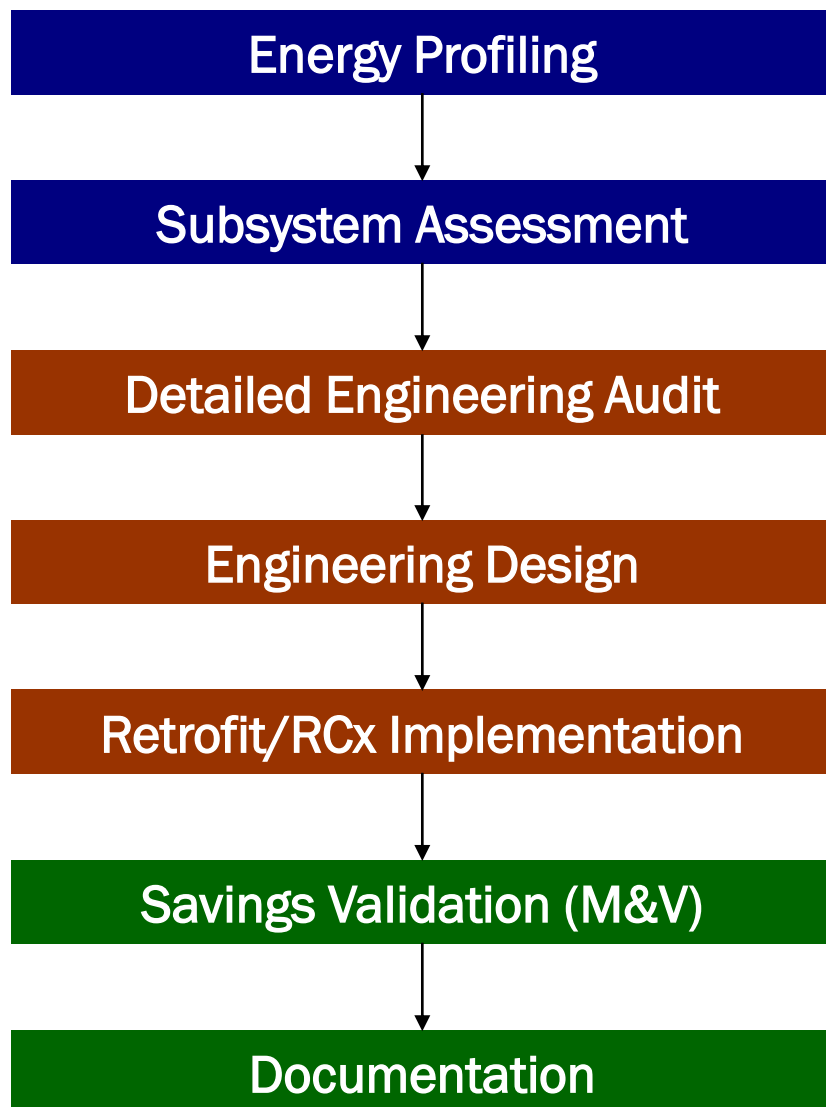 Energy Profiling
Subsystem Assessment
Detailed Engineering Audit
Engineering Design
Retrofit/RCx Implementation
Savings Validation (M&V)
Documentation